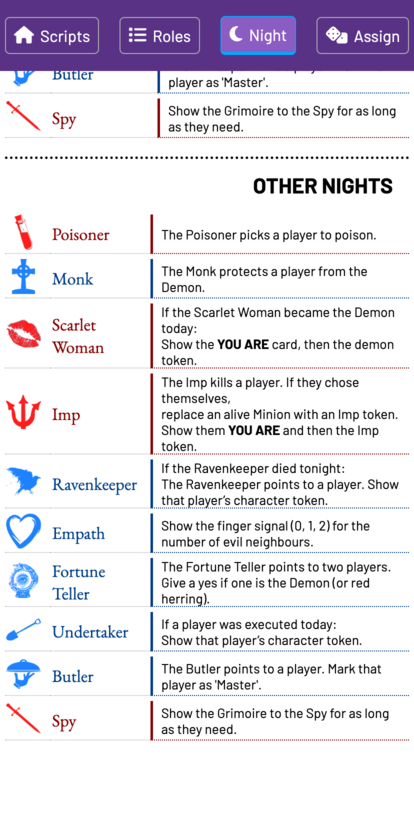 Scripts
Roles
Night
Assign
Butler
player as 'Master'.
Spy
Show the Grimoire to the Spy for as long
as they need.
OTHER NIGHTS
Poisoner
The Poisoner picks a player to poison.
Monk
The Monk protects a player from the
Demon.
Scarlet
Woman
If the Scarlet Woman became the Demon
today:
Show the YOU ARE card, then the demon
token.
Imp
The Imp kills a player. If they chose
themselves,
replace an alive Minion with an Imp token.
Show them YOU ARE and then the Imp
token.
Ravenkeeper
If the Ravenkeeper died tonight:
The Ravenkeeper points to a player. Show
that player's character token.
Empath
Show the finger signal (0, 1, 2) for the
number of evil neighbours.
Fortune
Teller
The Fortune Teller points to two players.
Give a yes if one is the Demon (or red
herring).
Undertaker
If a player was executed today:
Show that player's character token.
Butler
The Butler points to a player. Mark that
player as 'Master'.
Spy
Show the Grimoire to the Spy for as long
as they need.